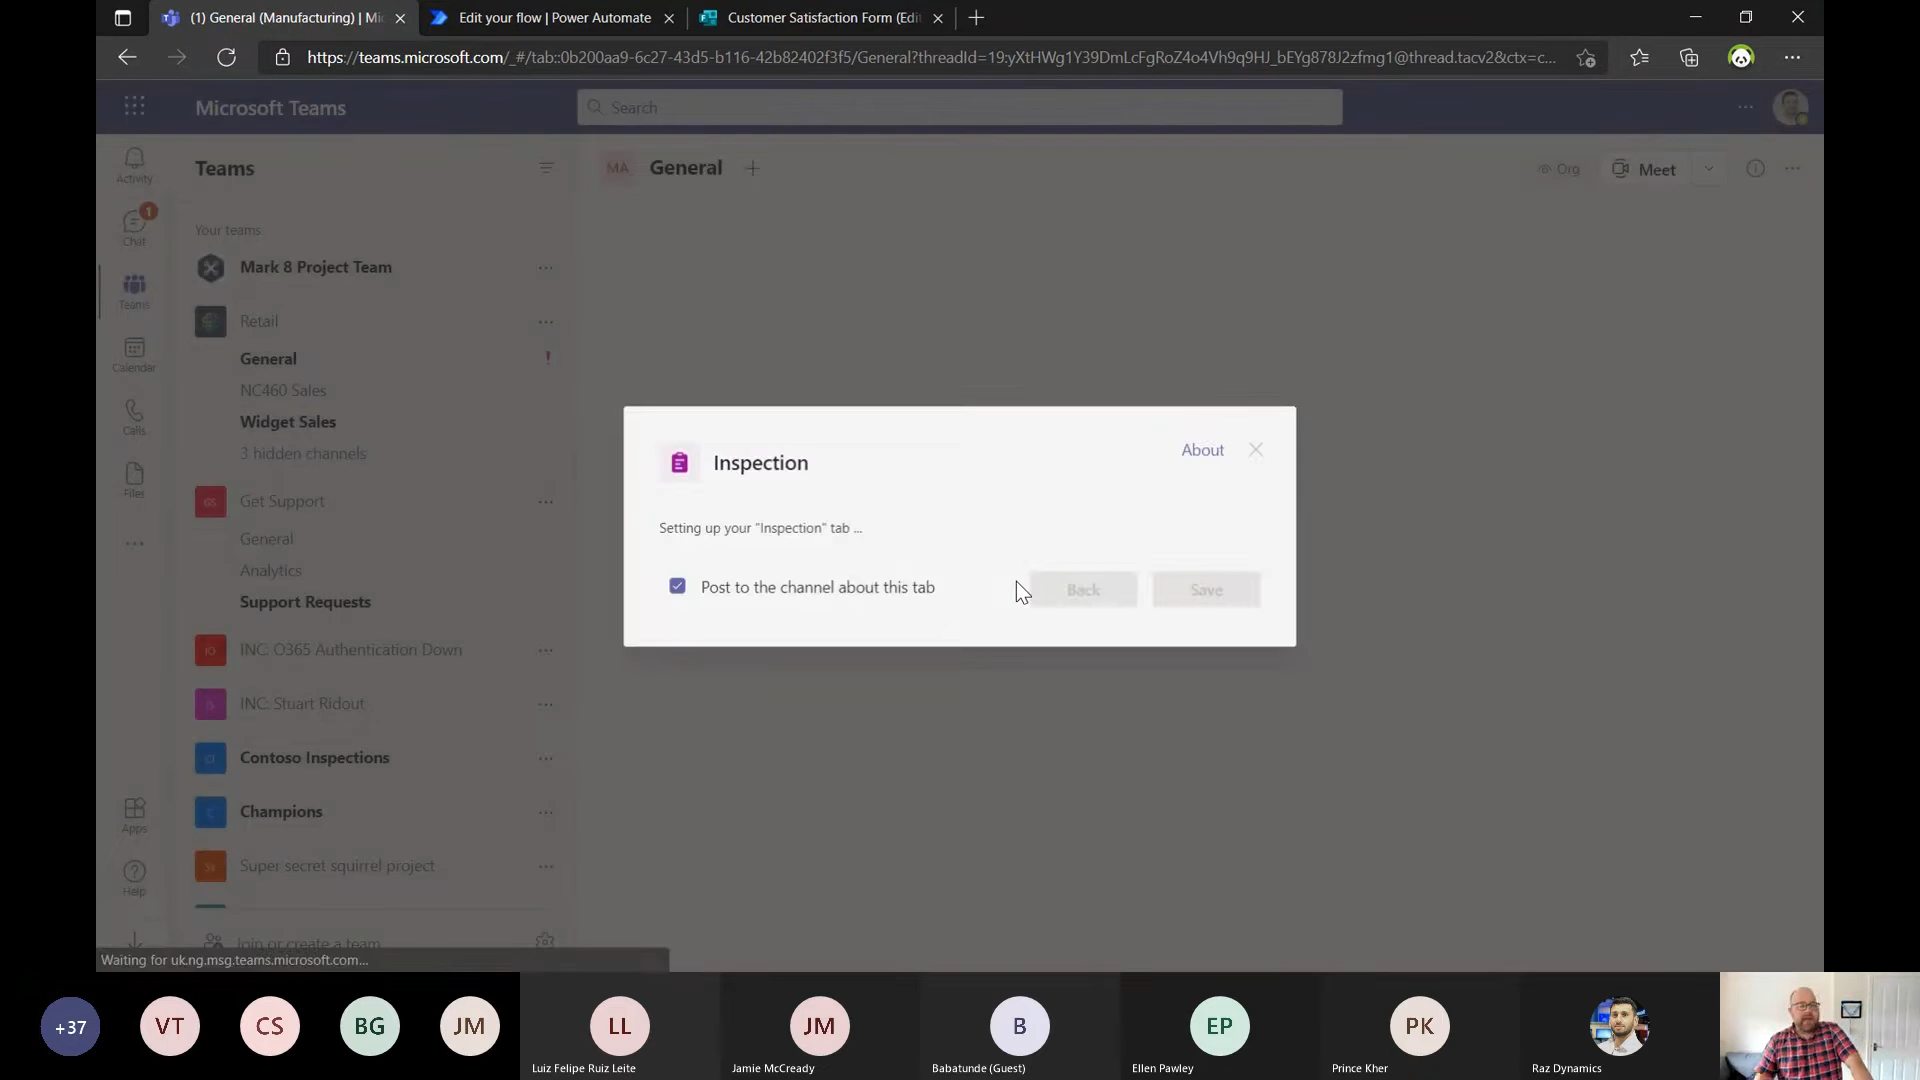 (1) General (Manufacturing) | Mi
Edit your flow | Power Automate
Customer Satisfaction Form (Edi
https://teams.microsoft.com/_#/tab::0b200aa9-6c27-43d5-b116-42b82402f3f5/General?threadId=19:yXtHWg1Y39DmLcFgRoZ4o4Vh9q9HJ_bEYg878J2zfmg1@thread.tacv2&ctx=c...
Microsoft Teams
Search
Activity
Chat
1
Teams
Calendar
Calls
Files
Apps
Help
Teams
Your teams
Mark 8 Project Team
Retail
General
NC460 Sales
Widget Sales
3 hidden channels
GS
Get Support
General
Analytics
Support Requests
IO
INC: O365 Authentication Down
IS
INC: Stuart Ridout
CI
Contoso Inspections
C
Champions
Ss
Super secret squirrel project
Join or create a team
Waiting for uk.ng.msg.teams.microsoft.com...
MA
General
Org
Meet
Inspection
About
Setting up your "Inspection" tab ...
Post to the channel about this tab
Back
Save
+37
VT
CS
BG
JM
LL
Luiz Felipe Ruiz Leite
JM
Jamie McCready
B
Babatunde (Guest)
EP
Ellen Pawley
PK
Prince Kher
Raz Dynamics